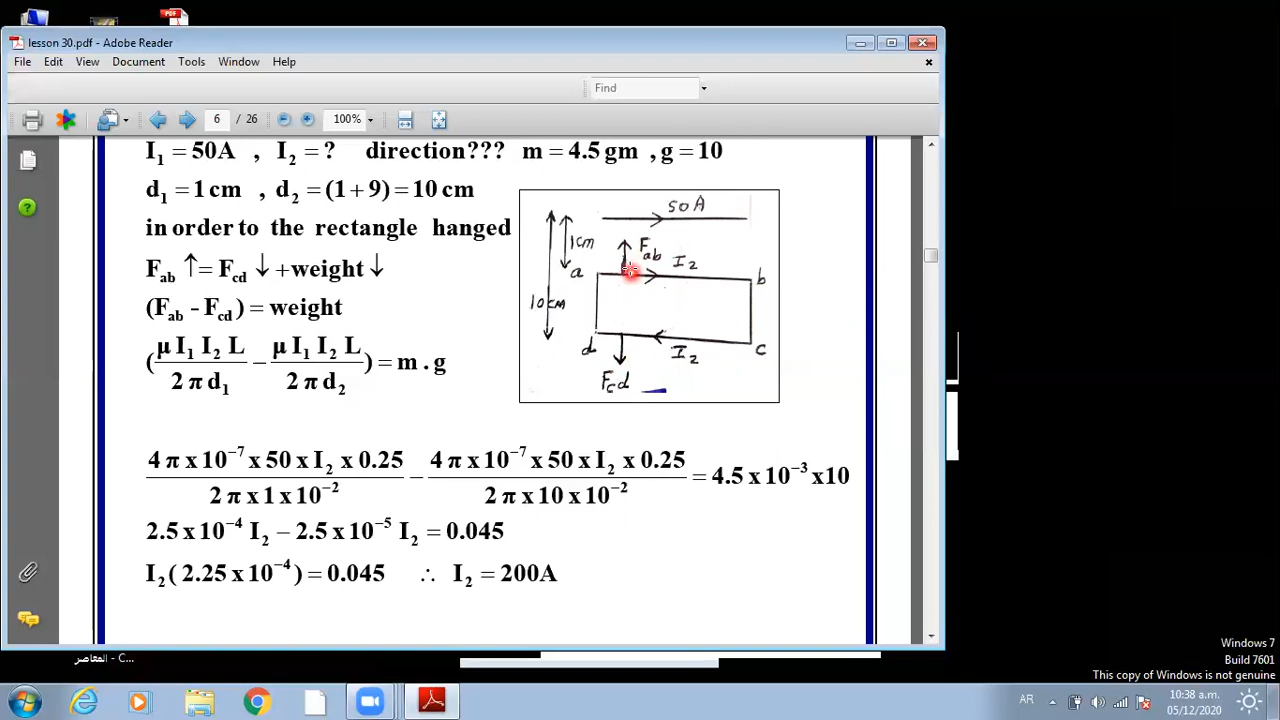 lesson 30.pdf - Adobe Reader
File Edit View Document Tools Window Help
Find
6 / 26 100%
I₁ = 50A , I₂ = ? direction??? m = 4.5 gm , g = 10
d₁ = 1 cm , d₂ = (1 + 9) = 10 cm
in order to the rectangle hanged
F_ab ↑= F_cd ↓ +weight ↓
(F_ab - F_cd) = weight
(μ I₁ I₂ L / 2 π d₁ − μ I₁ I₂ L / 2 π d₂) = m . g
50A
1cm
F_ab
I₂
a
b
10cm
d
I₂
c
F_cd
4 π x 10⁻⁷ x 50 x I₂ x 0.25 / 2 π x 1 x 10⁻² − 4 π x 10⁻⁷ x 50 x I₂ x 0.25 / 2 π x 10 x 10⁻² = 4.5 x 10⁻³ x10
2.5 x 10⁻⁴ I₂ − 2.5 x 10⁻⁵ I₂ = 0.045
I₂ ( 2.25 x 10⁻⁴ ) = 0.045 ∴ I₂ = 200A
Windows 7
Build 7601
This copy of Windows is not genuine
المعاصر - C...
AR
10:38 a.m.
05/12/2020